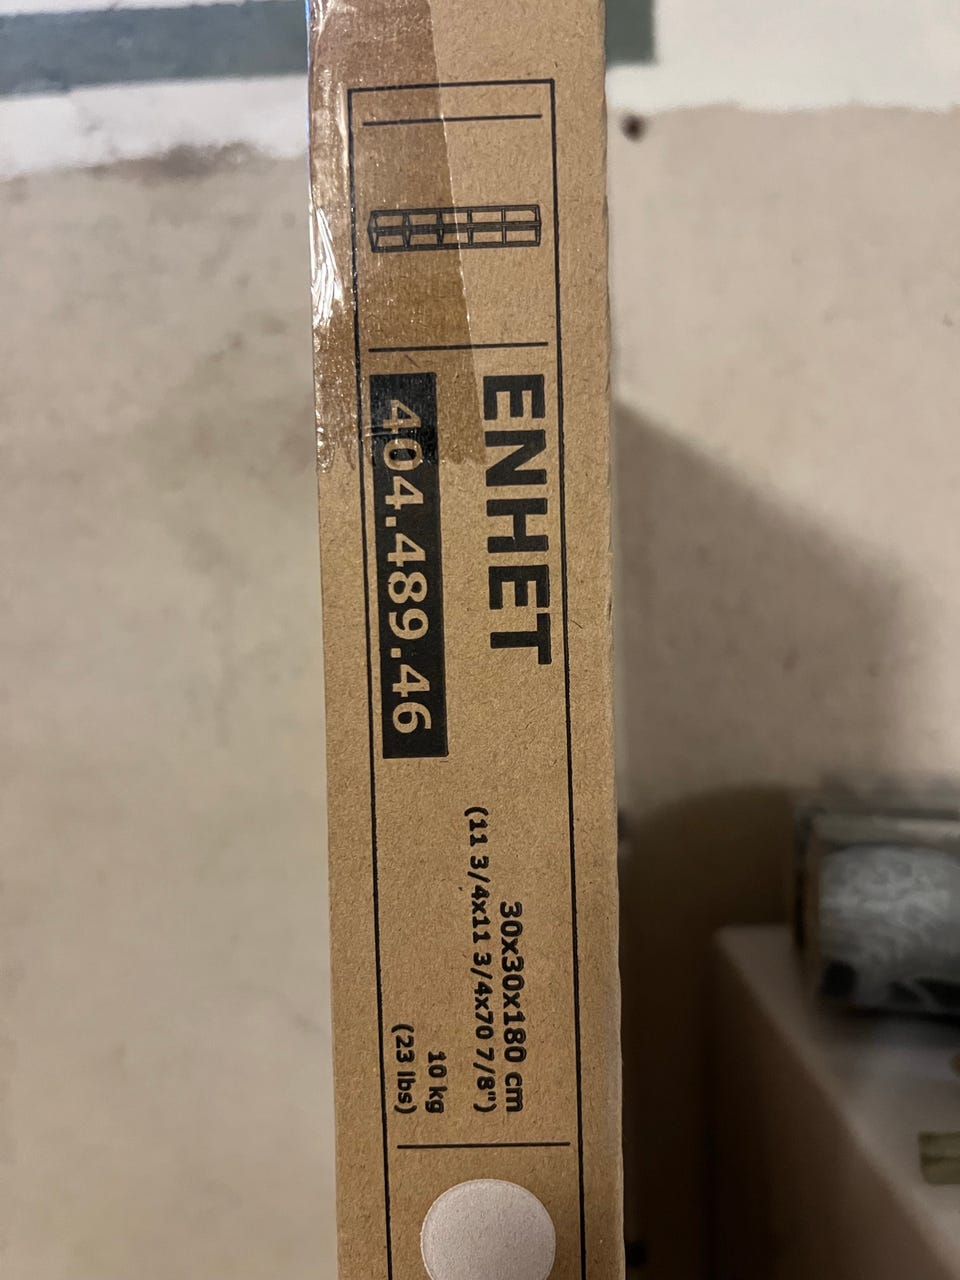 ENHET
404.489.46
30x30x180 cm
(11 3/4x11 3/4x70 7/8")
10 kg
(23 lbs)